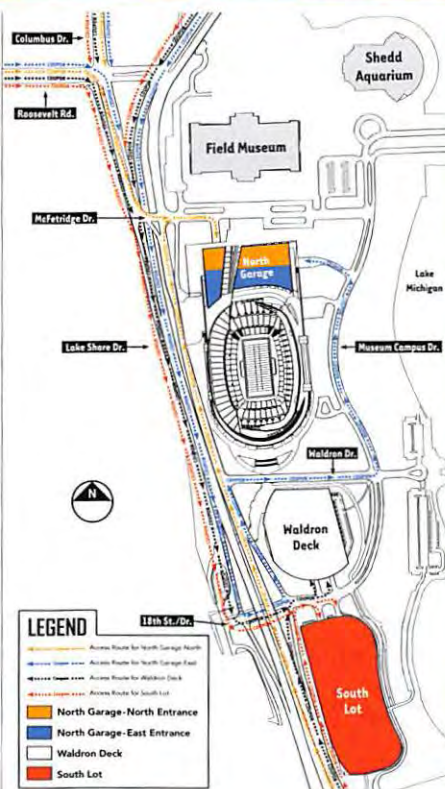 Columbus Dr.
Shedd
Aquarium
Roosevelt Rd.
Field Museum
McFetridge Dr.
North
Garage
Lake
Michigan
Lake Shore Dr.
Museum Campus Dr.
Waldron Dr.
N
Waldron
Deck
18th St./Dr.
South
Lot
LEGEND
Access Route for North Garage North
Access Route for North Garage East
Access Route for Waldron Deck
Access Route for South Lot
North Garage-North Entrance
North Garage-East Entrance
Waldron Deck
South Lot